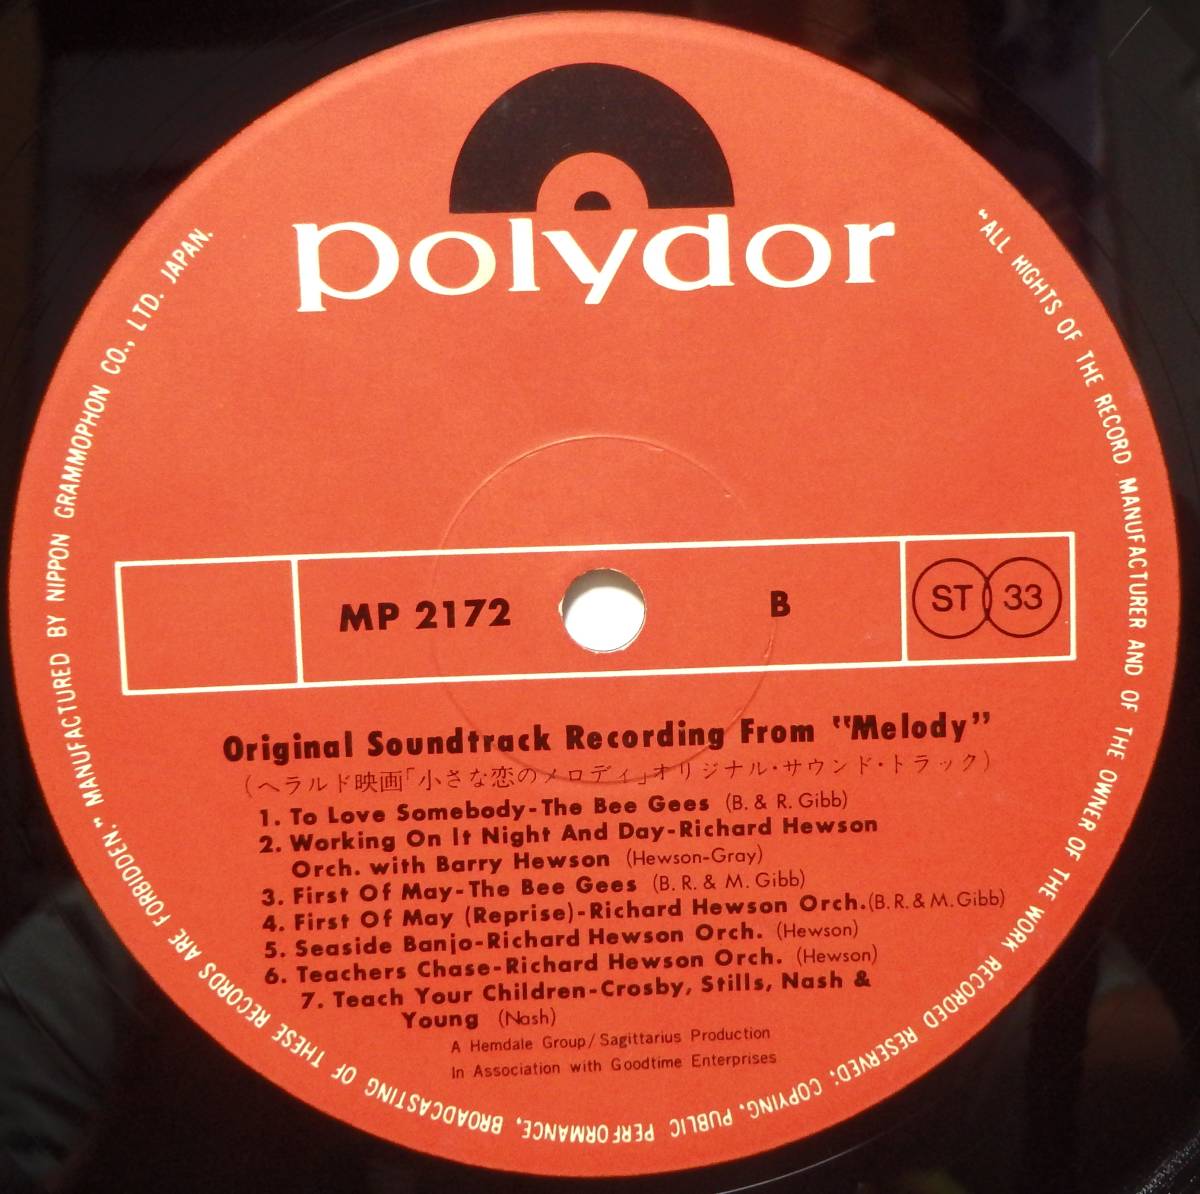 polydor
MP 2172
B
ST 33
Original Soundtrack Recording From "Melody"
(ヘラルド映画「小さな恋のメロディ」オリジナル・サウンド・トラック)
1. To Love Somebody-The Bee Gees (B. & R. Gibb)
2. Working On It Night And Day-Richard Hewson
Orch. with Barry Hewson (Hewson-Gray)
3. First Of May-The Bee Gees (B. R. & M. Gibb)
4. First Of May (Reprise)-Richard Hewson Orch. (B. R. & M. Gibb)
5. Seaside Banjo-Richard Hewson Orch. (Hewson)
6. Teachers Chase-Richard Hewson Orch. (Hewson)
7. Teach Your Children-Crosby, Stills, Nash &
Young (Nash)
A Hemdale Group/Sagittarius Production
In Association with Goodtime Enterprises
"ALL RIGHTS OF THE RECORD MANUFACTURER AND OF THE OWNER OF THE WORK RECORDED RESERVED; COPYING, PUBLIC PERFORMANCE, BROADCASTING OF THESE RECORDS ARE FORBIDDEN." MANUFACTURED BY NIPPON GRAMMOPHON CO., LTD. JAPAN.